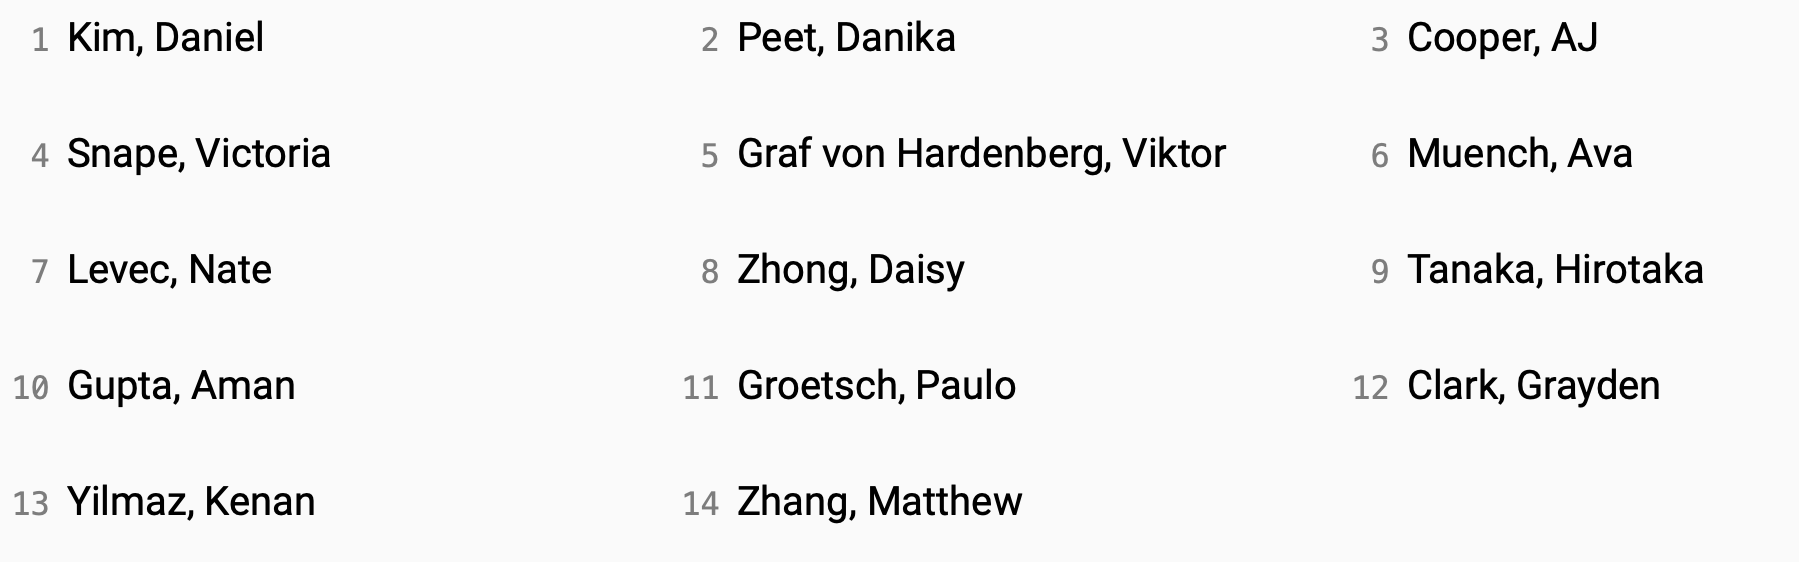 1 Kim, Daniel
2 Peet, Danika
3 Cooper, AJ
4 Snape, Victoria
5 Graf von Hardenberg, Viktor
6 Muench, Ava
7 Levec, Nate
8 Zhong, Daisy
9 Tanaka, Hirotaka
10 Gupta, Aman
11 Groetsch, Paulo
12 Clark, Grayden
13 Yilmaz, Kenan
14 Zhang, Matthew